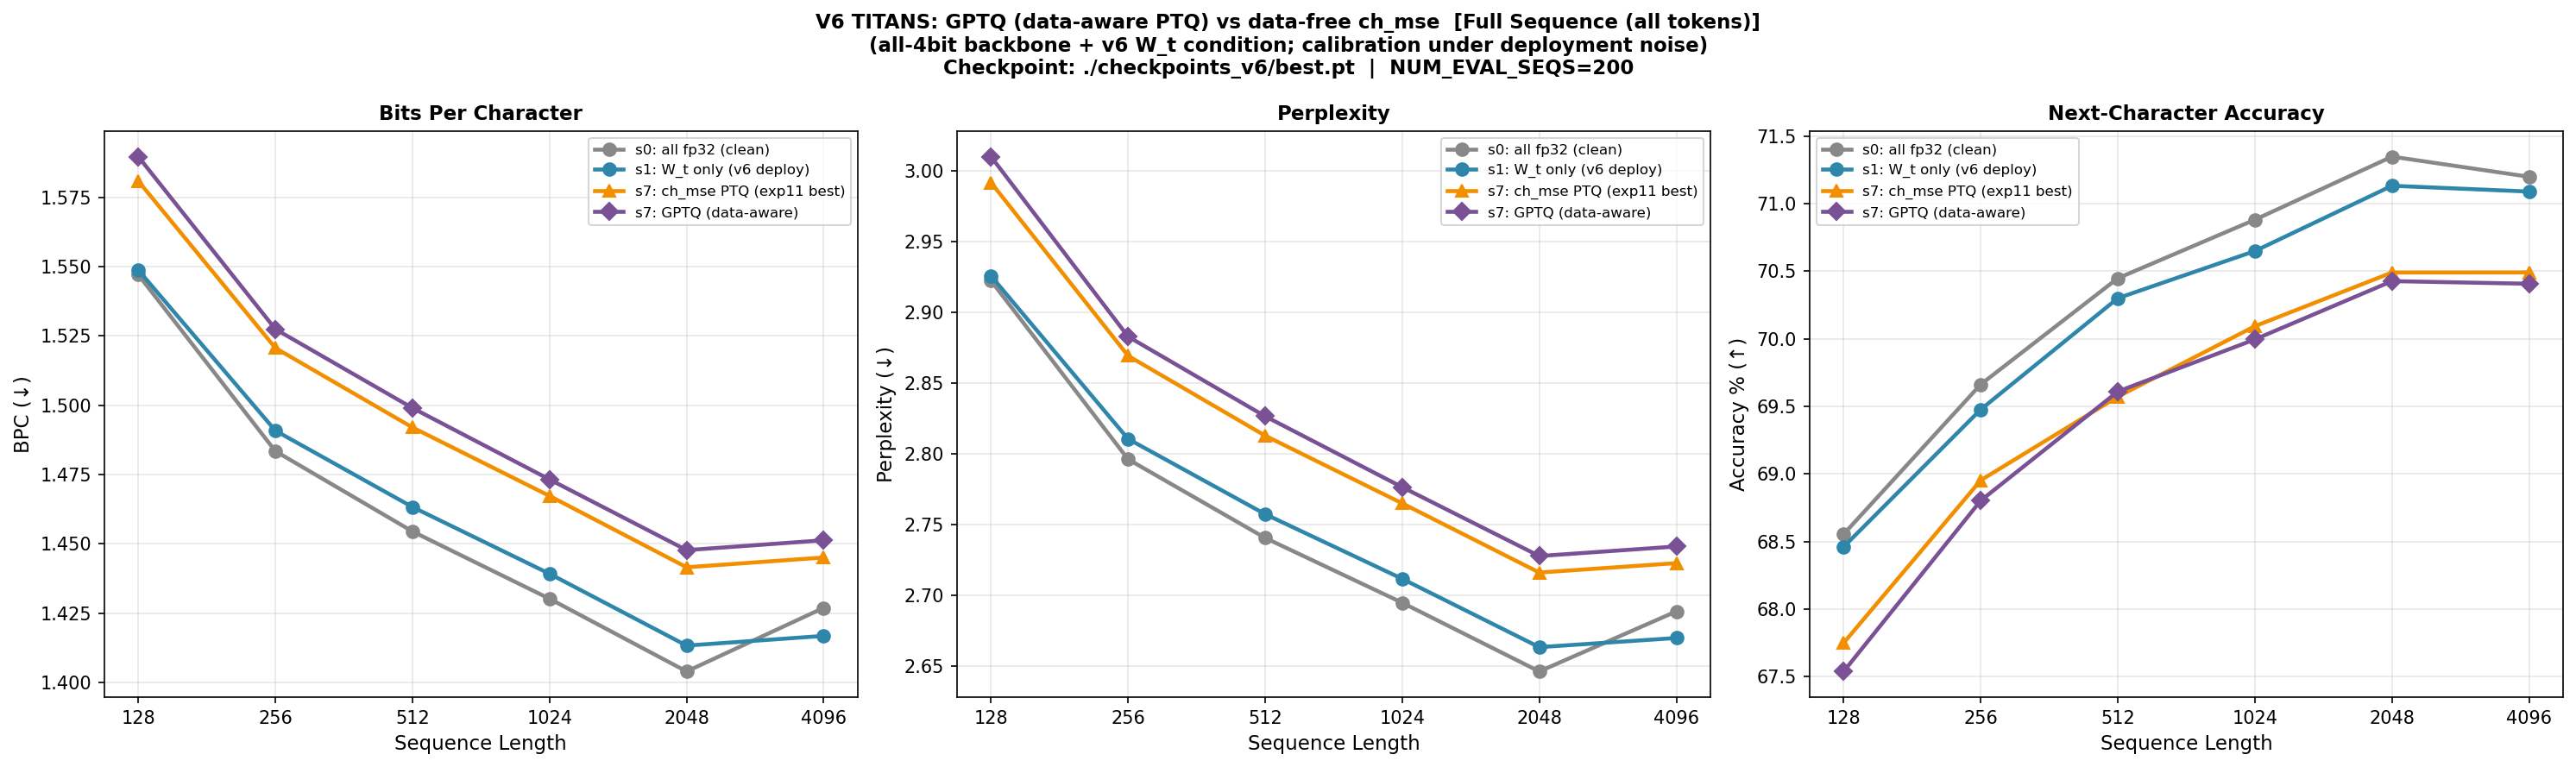 V6 TITANS: GPTQ (data-aware PTQ) vs data-free ch_mse  [Full Sequence (all tokens)]
(all-4bit backbone + v6 W_t condition; calibration under deployment noise)
Checkpoint: ./checkpoints_v6/best.pt  |  NUM_EVAL_SEQS=200
Bits Per Character
s0: all fp32 (clean)
s1: W_t only (v6 deploy)
s7: ch_mse PTQ (exp11 best)
s7: GPTQ (data-aware)
BPC (↓)
1.575
1.550
1.525
1.500
1.475
1.450
1.425
1.400
128 256 512 1024 2048 4096
Sequence Length
Perplexity
s0: all fp32 (clean)
s1: W_t only (v6 deploy)
s7: ch_mse PTQ (exp11 best)
s7: GPTQ (data-aware)
Perplexity (↓)
3.00
2.95
2.90
2.85
2.80
2.75
2.70
2.65
128 256 512 1024 2048 4096
Sequence Length
Next-Character Accuracy
s0: all fp32 (clean)
s1: W_t only (v6 deploy)
s7: ch_mse PTQ (exp11 best)
s7: GPTQ (data-aware)
Accuracy % (↑)
71.5
71.0
70.5
70.0
69.5
69.0
68.5
68.0
67.5
128 256 512 1024 2048 4096
Sequence Length